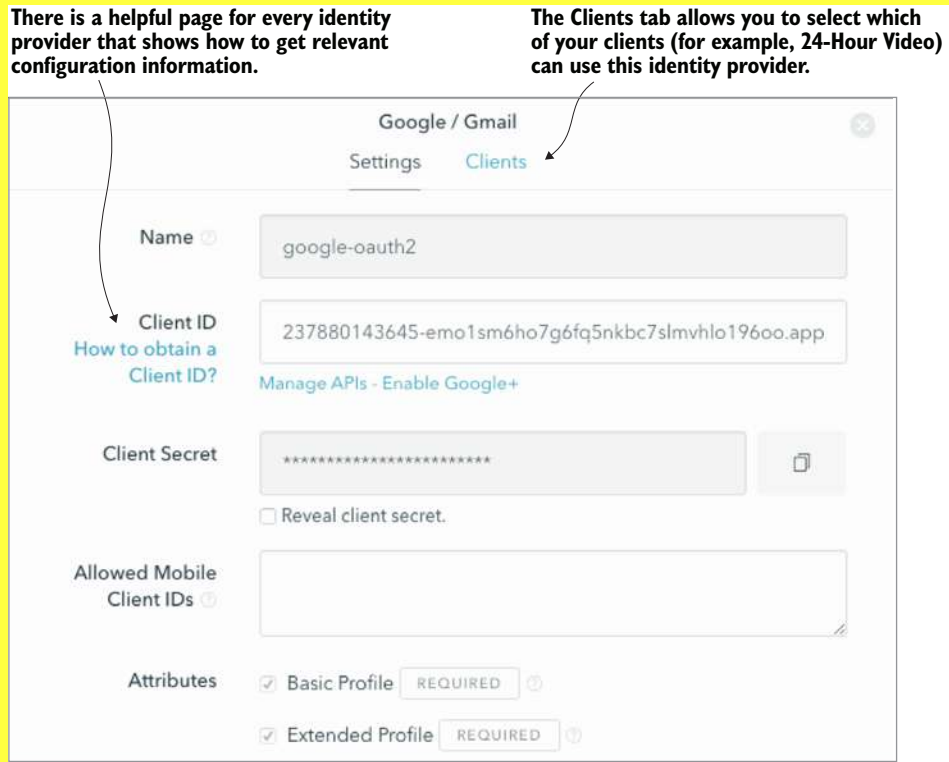 There is a helpful page for every identity
provider that shows how to get relevant
configuration information.
The Clients tab allows you to select which
of your clients (for example, 24-Hour Video)
can use this identity provider.
Google / Gmail
Settings Clients
Name
google-oauth2
Client ID
How to obtain a
Client ID?
237880143645-emo1sm6ho7g6fq5nkbc7slmvhlo196oo.app
Manage APIs - Enable Google+
Client Secret
************************
Reveal client secret.
Allowed Mobile
Client IDs
Attributes
Basic Profile REQUIRED
Extended Profile REQUIRED